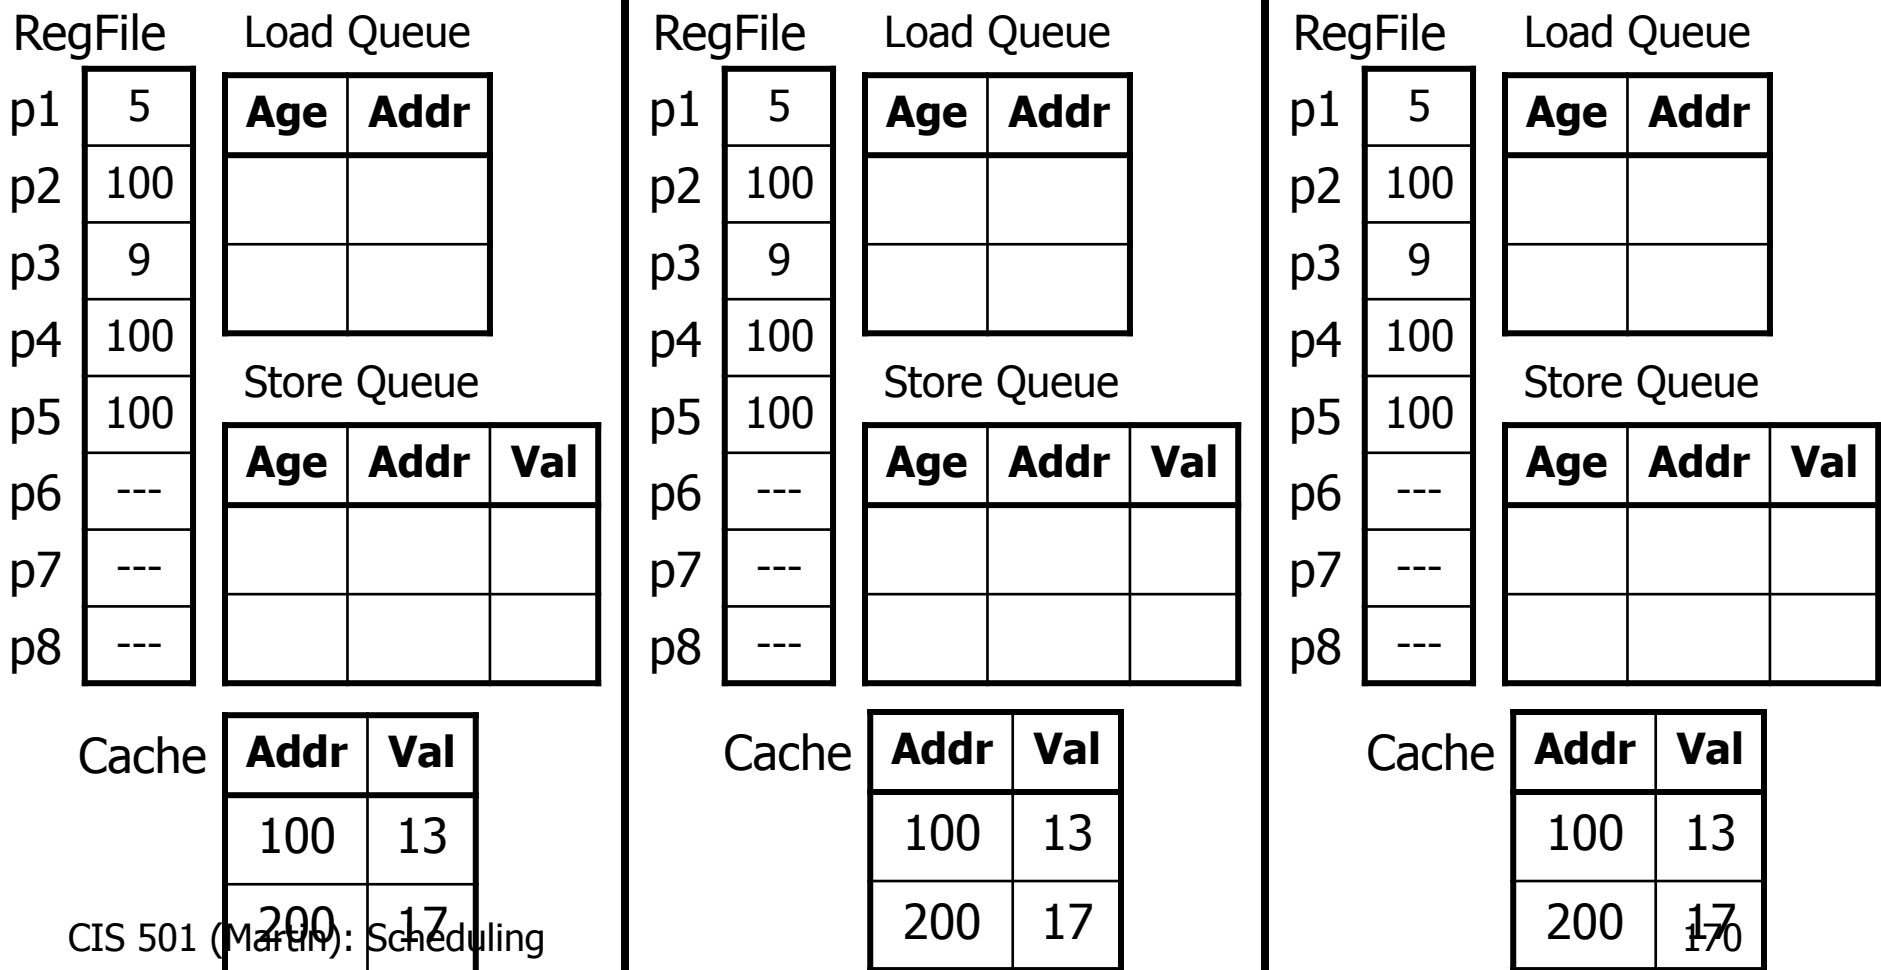 RegFile Load Queue
p1 5 Age Addr
p2 100
p3 9
p4 100
Store Queue
p5 100
Age Addr Val
p6 ---
p7 ---
p8 ---
Cache Addr Val
100 13
200 17
RegFile Load Queue
p1 5 Age Addr
p2 100
p3 9
p4 100
Store Queue
p5 100
Age Addr Val
p6 ---
p7 ---
p8 ---
Cache Addr Val
100 13
200 17
RegFile Load Queue
p1 5 Age Addr
p2 100
p3 9
p4 100
Store Queue
p5 100
Age Addr Val
p6 ---
p7 ---
p8 ---
Cache Addr Val
100 13
200 17
CIS 501 (Martin): Scheduling
170